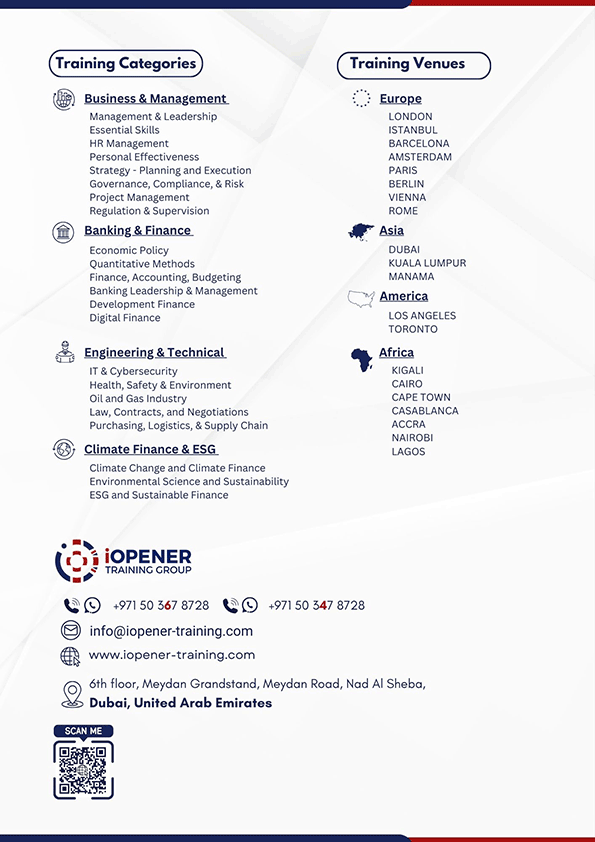 Training Categories
Business & Management
Management & Leadership
Essential Skills
HR Management
Personal Effectiveness
Strategy - Planning and Execution
Governance, Compliance, & Risk
Project Management
Regulation & Supervision
Banking & Finance
Economic Policy
Quantitative Methods
Finance, Accounting, Budgeting
Banking Leadership & Management
Development Finance
Digital Finance
Engineering & Technical
IT & Cybersecurity
Health, Safety & Environment
Oil and Gas Industry
Law, Contracts, and Negotiations
Purchasing, Logistics, & Supply Chain
Climate Finance & ESG
Climate Change and Climate Finance
Environmental Science and Sustainability
ESG and Sustainable Finance
Training Venues
Europe
LONDON
ISTANBUL
BARCELONA
AMSTERDAM
PARIS
BERLIN
VIENNA
ROME
Asia
DUBAI
KUALA LUMPUR
MANAMA
America
LOS ANGELES
TORONTO
Africa
KIGALI
CAIRO
CAPE TOWN
CASABLANCA
ACCRA
NAIROBI
LAGOS
iOPENER
TRAINING GROUP
+971 50 367 8728 +971 50 347 8728
info@iopener-training.com
www.iopener-training.com
6th floor, Meydan Grandstand, Meydan Road, Nad Al Sheba,
Dubai, United Arab Emirates
SCAN ME